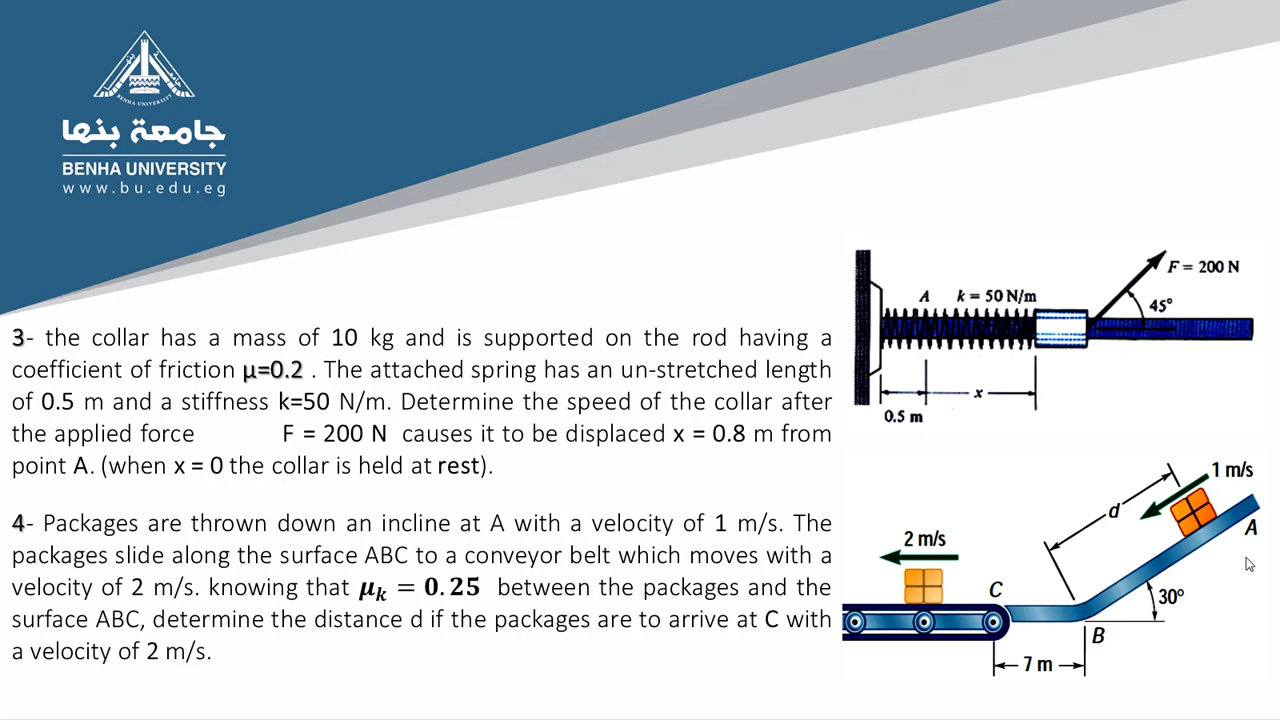 BENHA UNIVERSITY
جامعة بنها
BENHA UNIVERSITY
www.bu.edu.eg
3- the collar has a mass of 10 kg and is supported on the rod having a
coefficient of friction μ=0.2 . The attached spring has an un-stretched length
of 0.5 m and a stiffness k=50 N/m. Determine the speed of the collar after
the applied force F = 200 N causes it to be displaced x = 0.8 m from
point A. (when x = 0 the collar is held at rest).
F = 200 N
A k = 50 N/m
45°
x
0.5 m
4- Packages are thrown down an incline at A with a velocity of 1 m/s. The
packages slide along the surface ABC to a conveyor belt which moves with a
velocity of 2 m/s. knowing that μk = 0.25 between the packages and the
surface ABC, determine the distance d if the packages are to arrive at C with
a velocity of 2 m/s.
1 m/s
d
A
2 m/s
C
30°
B
7 m